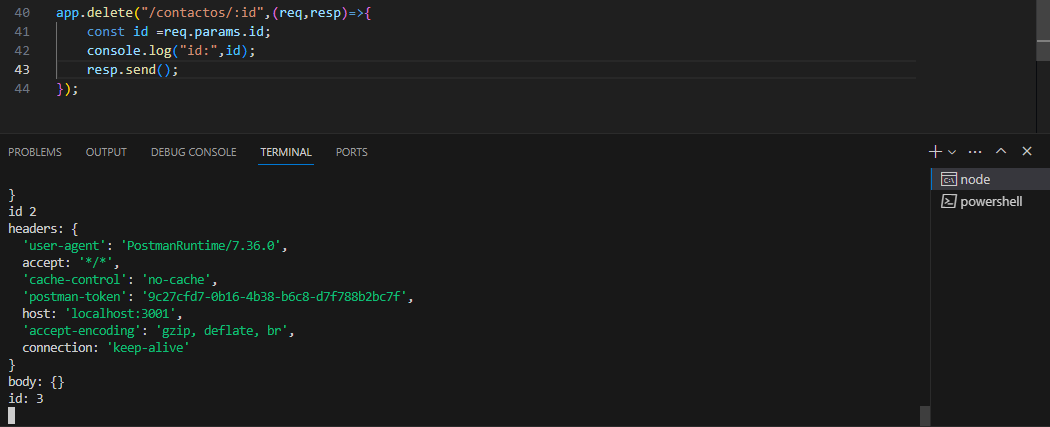 40 app.delete("/contactos/:id",(req,resp)=>{
41 const id =req.params.id;
42 console.log("id:",id);
43 resp.send();
44 });
PROBLEMS OUTPUT DEBUG CONSOLE TERMINAL PORTS
}
id 2
headers: {
'user-agent': 'PostmanRuntime/7.36.0',
accept: '*/*',
'cache-control': 'no-cache',
'postman-token': '9c27cfd7-0b16-4b38-b6c8-d7f788b2bc7f',
host: 'localhost:3001',
'accept-encoding': 'gzip, deflate, br',
connection: 'keep-alive'
}
body: {}
id: 3
node
powershell